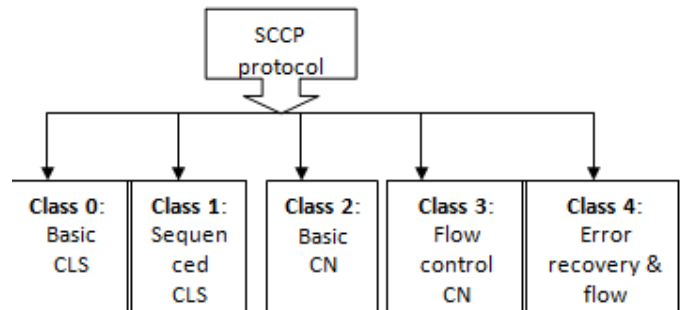 SCCP
protocol
Class 0:
Basic
CLS
Class 1:
Sequen
ced
CLS
Class 2:
Basic
CN
Class 3:
Flow
control
CN
Class 4:
Error
recovery &
flow